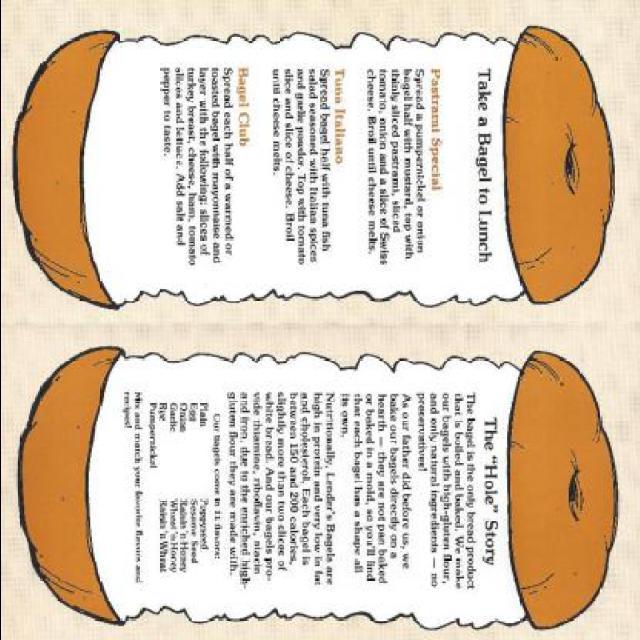 Take a Bagel to Lunch
Pastrami Special
Spread a pumpernickel or onion
bagel half with mustard, top with
thinly sliced pastrami, sliced
tomato, onion and a slice of Swiss
cheese. Broil until cheese melts.
Tuna Italiano
Spread bagel half with tuna fish
salad seasoned with Italian spices
and garlic powder. Top with tomato
slice and slice of cheese. Broil
until cheese melts.
Bagel Club
Spread each half of a warmed or
toasted bagel with mayonnaise and
layer with the following: slices of
turkey breast, cheese, ham, tomato
slices and lettuce. Add salt and
pepper to taste.
The "Hole" Story
The bagel is the only bread product
that is boiled and baked. We make
our bagels with high-gluten flour,
and only natural ingredients — no
preservatives!
As our father did before us, we
bake our bagels directly on a
hearth — they are not pan baked
or baked in a mold, so you'll find
that each bagel has a shape all
its own.
Nutritionally, Lender's Bagels are
high in protein and very low in fat
and cholesterol. Each bagel is
between 150 and 200 calories,
slightly more than two slices of
white bread. And our bagels pro-
vide thiamine, riboflavin, niacin
and iron, due to the enriched high-
gluten flour they are made with.
Our bagels come in 11 flavors:
Plain Poppyseed
Egg Sesame Seed
Onion Raisin 'n Honey
Garlic Wheat 'n Honey
Rye Raisin 'n Wheat
Pumpernickel
Mix and match your favorite flavors and
recipes!